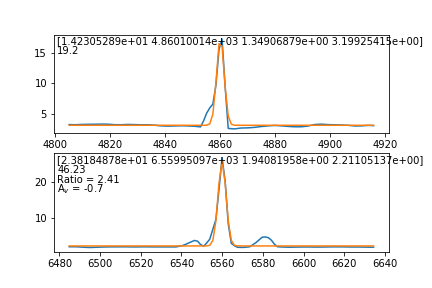 [1.42305289e+01 4.86010014e+03 1.34906879e+00 3.19925415e+00]
19.2
15
10
5
4800 4820 4840 4860 4880 4900 4920
[2.38184878e+01 6.55995097e+03 1.94081958e+00 2.21105137e+00]
46.23
Ratio = 2.41
Av = -0.7
20
10
6480 6500 6520 6540 6560 6580 6600 6620 6640